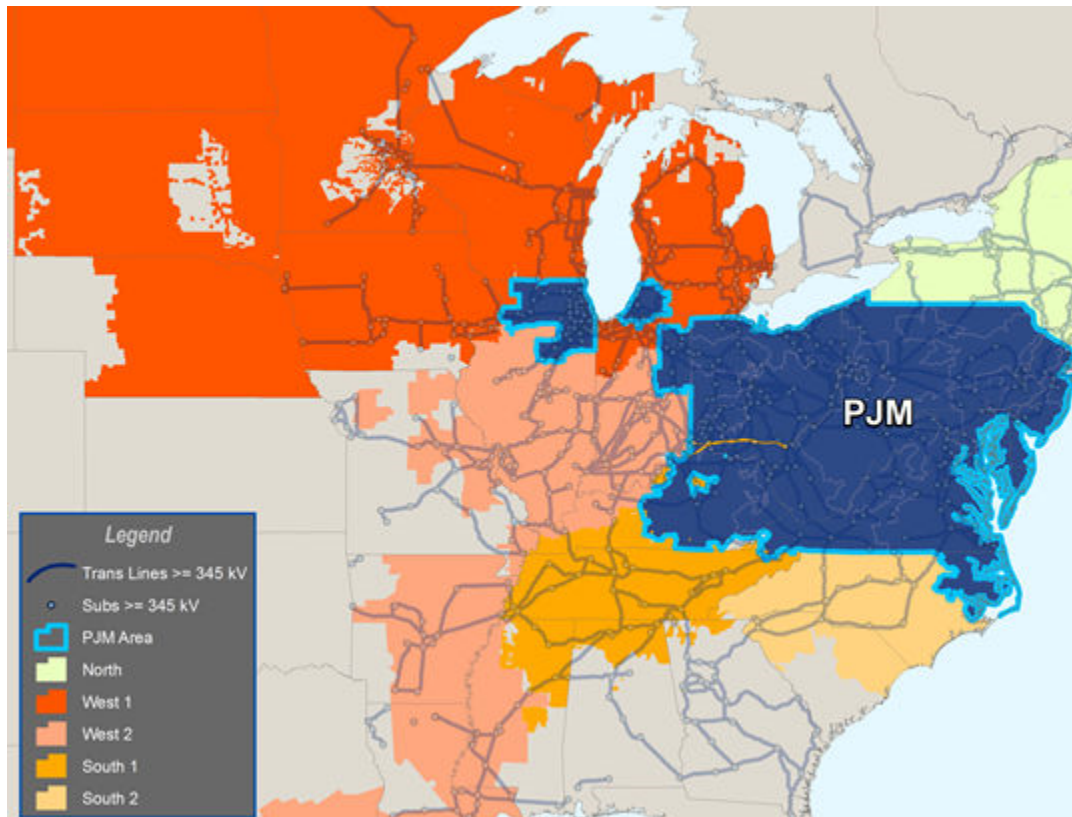 PJM
Legend
Trans Lines >= 345 kV
Subs >= 345 kV
PJM Area
North
West 1
West 2
South 1
South 2